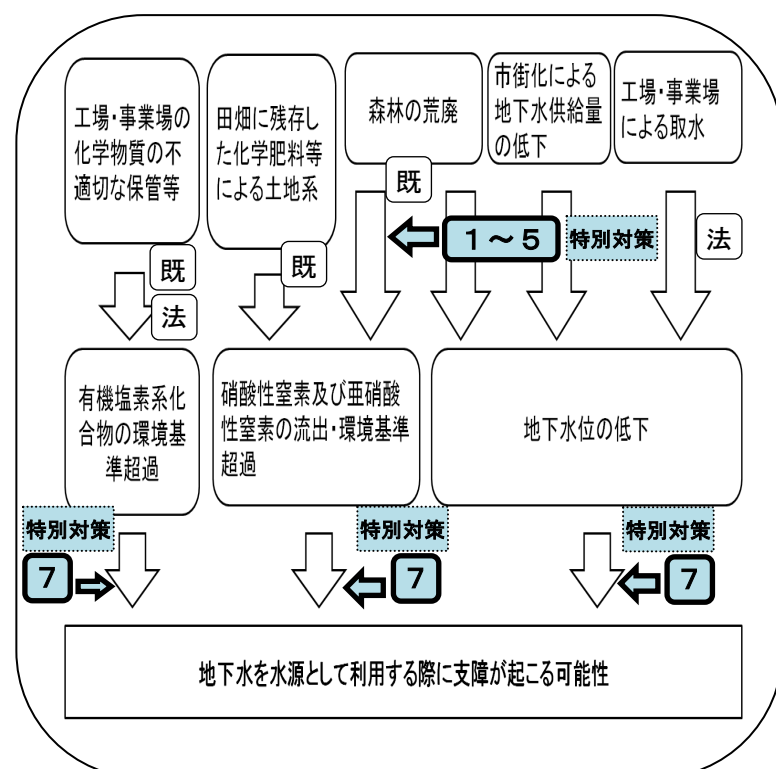 工場・事業場の
化学物質の不
適切な保管等
田畑に残存し
た化学肥料等
による土地系
森林の荒廃
市街化による
地下水供給量
の低下
工場・事業場
による取水
既
法
既
既
1～5
特別対策
法
有機塩素系化
合物の環境基
準超過
硝酸性窒素及び亜硝酸
性窒素の流出・環境基準
超過
地下水位の低下
特別対策
7
特別対策
7
特別対策
7
地下水を水源として利用する際に支障が起こる可能性